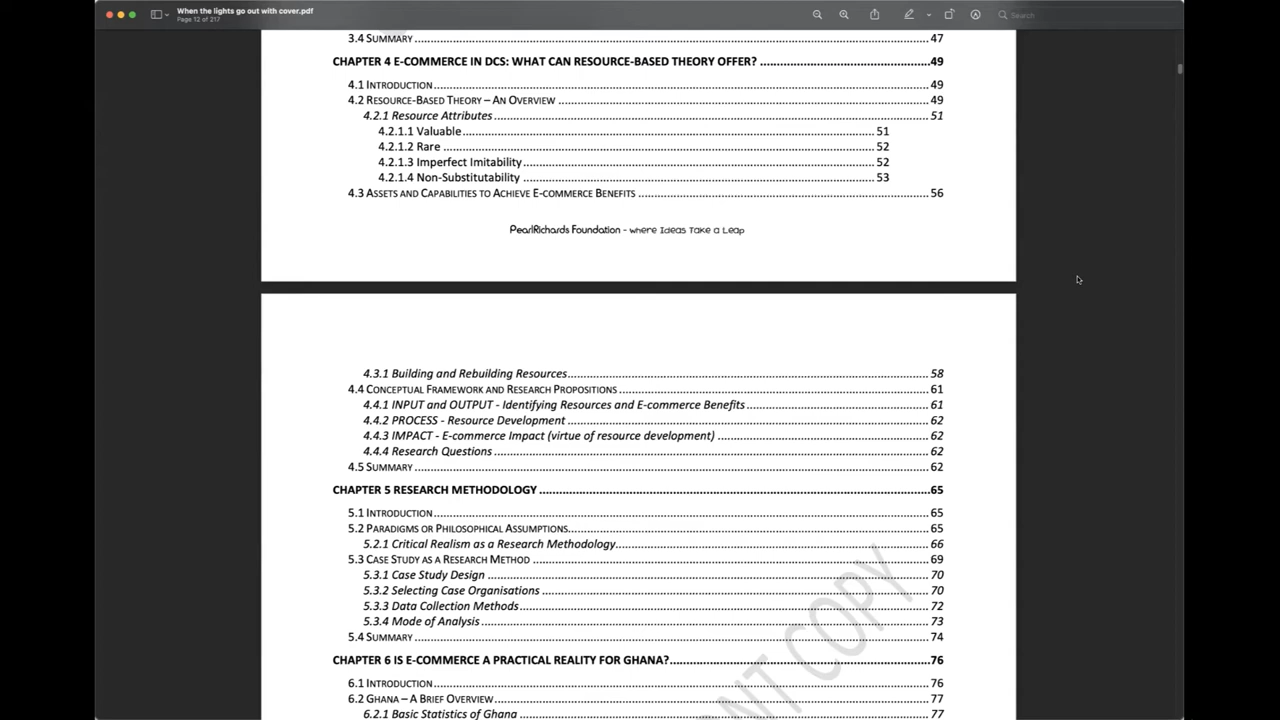 When the lights go out with cover.pdf
Page 12 of 217
Search
3.4 SUMMARY 47
CHAPTER 4 E-COMMERCE IN DCS: WHAT CAN RESOURCE-BASED THEORY OFFER? 49
4.1 INTRODUCTION 49
4.2 RESOURCE-BASED THEORY – AN OVERVIEW 49
4.2.1 Resource Attributes 51
4.2.1.1 Valuable 51
4.2.1.2 Rare 52
4.2.1.3 Imperfect Imitability 52
4.2.1.4 Non-Substitutability 53
4.3 ASSETS AND CAPABILITIES TO ACHIEVE E-COMMERCE BENEFITS 56
PearlRichards Foundation - where Ideas Take a Leap
4.3.1 Building and Rebuilding Resources 58
4.4 CONCEPTUAL FRAMEWORK AND RESEARCH PROPOSITIONS 61
4.4.1 INPUT and OUTPUT - Identifying Resources and E-commerce Benefits 61
4.4.2 PROCESS - Resource Development 62
4.4.3 IMPACT - E-commerce Impact (virtue of resource development) 62
4.4.4 Research Questions 62
4.5 SUMMARY 62
CHAPTER 5 RESEARCH METHODOLOGY 65
5.1 INTRODUCTION 65
5.2 PARADIGMS OR PHILOSOPHICAL ASSUMPTIONS 65
5.2.1 Critical Realism as a Research Methodology 66
5.3 CASE STUDY AS A RESEARCH METHOD 69
5.3.1 Case Study Design 70
5.3.2 Selecting Case Organisations 70
5.3.3 Data Collection Methods 72
5.3.4 Mode of Analysis 73
5.4 SUMMARY 74
CHAPTER 6 IS E-COMMERCE A PRACTICAL REALITY FOR GHANA? 76
6.1 INTRODUCTION 76
6.2 GHANA – A BRIEF OVERVIEW 77
6.2.1 Basic Statistics of Ghana 77
COPY